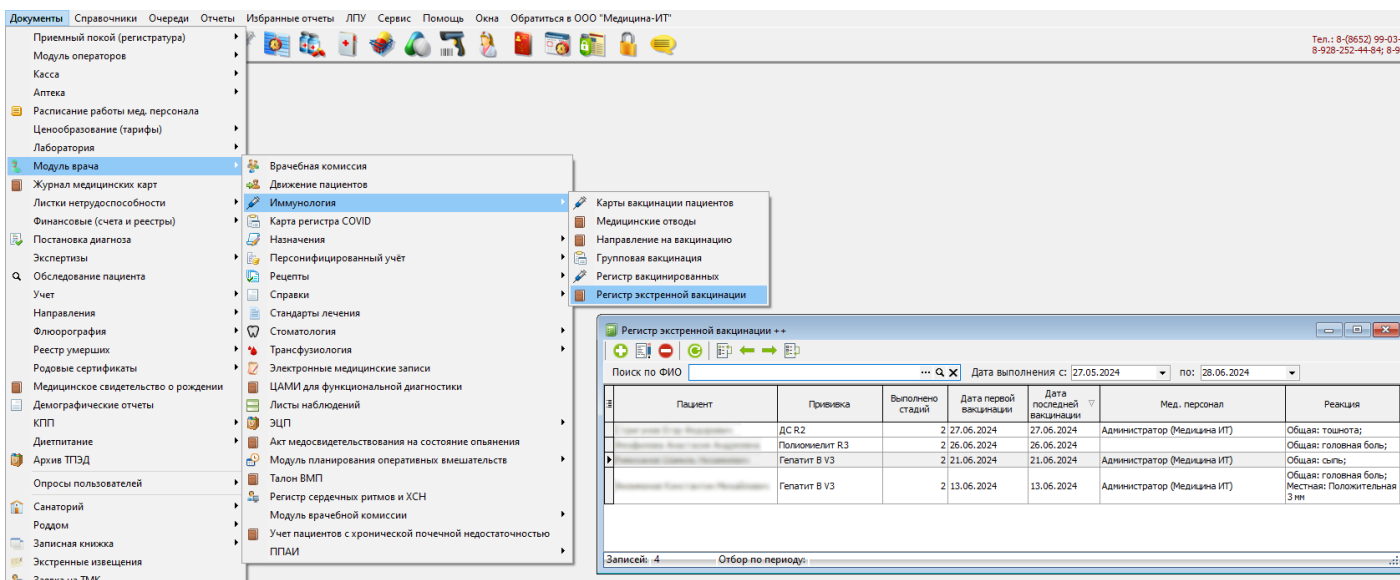 Документы Справочники Очереди Отчеты Избранные отчеты ЛПУ Сервис Помощь Окна Обратиться в ООО "Медицина-ИТ"
Тел.: 8-(8652) 99-03-
8-928-252-44-84; 8-9
Приемный покой (регистратура)
Модуль операторов
Касса
Аптека
Расписание работы мед. персонала
Ценообразование (тарифы)
Лаборатория
Модуль врача
Журнал медицинских карт
Листки нетрудоспособности
Финансовые (счета и реестры)
Постановка диагноза
Экспертизы
Обследование пациента
Учет
Направления
Флюорография
Реестр умерших
Родовые сертификаты
Медицинское свидетельство о рождении
Демографические отчеты
КПП
Диетпитание
Архив ТПЭД
Опросы пользователей
Санаторий
Роддом
Записная книжка
Экстренные извещения
Заявка на ТМК
Врачебная комиссия
Движение пациентов
Иммунология
Карта регистра COVID
Назначения
Персонифицированный учёт
Рецепты
Справки
Стандарты лечения
Стоматология
Трансфузиология
Электронные медицинские записи
ЦАМИ для функциональной диагностики
Листы наблюдений
ЭЦП
Акт медосвидетельствования на состояние опьянения
Модуль планирования оперативных вмешательств
Талон ВМП
Регистр сердечных ритмов и ХСН
Модуль врачебной комиссии
Учет пациентов с хронической почечной недостаточностью
ППАИ
Карты вакцинации пациентов
Медицинские отводы
Направление на вакцинацию
Групповая вакцинация
Регистр вакцинированных
Регистр экстренной вакцинации
Регистр экстренной вакцинации ++
Поиск по ФИО Дата выполнения с: 27.05.2024 по: 28.06.2024
Пациент Прививка Выполнено стадий Дата первой вакцинации Дата последней вакцинации Мед. персонал Реакция
ДС R2 2 27.06.2024 27.06.2024 Администратор (Медицина ИТ) Общая: тошнота;
Полиомиелит R3 2 26.06.2024 26.06.2024 Общая: головная боль;
Гепатит В V3 2 21.06.2024 21.06.2024 Администратор (Медицина ИТ) Общая: сыпь;
Гепатит В V3 2 13.06.2024 13.06.2024 Администратор (Медицина ИТ) Общая: головная боль;
Местная: Положительная
3 мм
Записей: 4 Отбор по периоду: